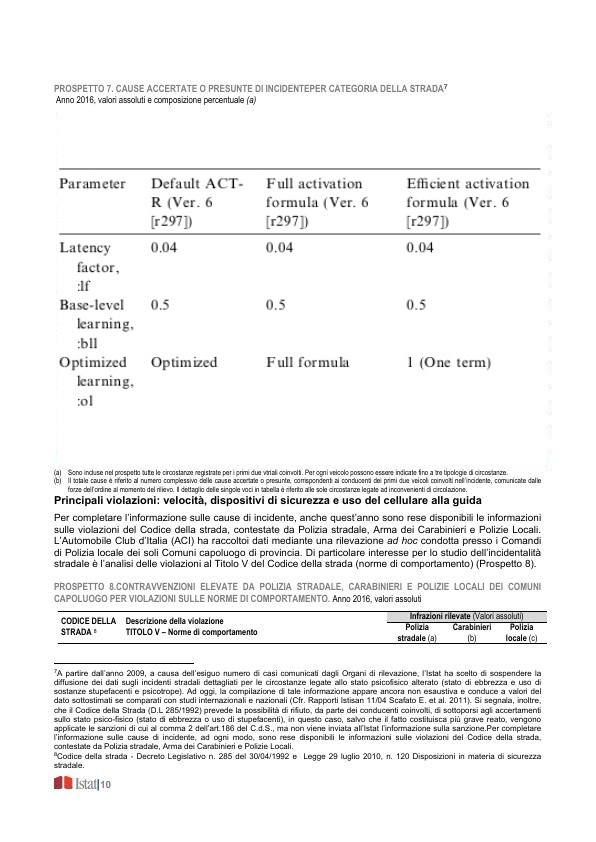 PROSPETTO 7. CAUSE ACCERTATE O PRESUNTE DI INCIDENTEPER CATEGORIA DELLA STRADA7
Anno 2016, valori assoluti e composizione percentuale (a)
Parameter Default ACT-R (Ver. 6 [r297]) Full activation formula (Ver. 6 [r297]) Efficient activation formula (Ver. 6 [r297])
Latency factor, :lf 0.04 0.04 0.04
Base-level learning, :bll 0.5 0.5 0.5
Optimized learning, :ol Optimized Full formula 1 (One term)
(a) Sono incluse nel prospetto tutte le circostanze registrate per i primi due vtriali coinvolti. Per ogni veicolo possono essere indicate fino a tre tipologie di circostanze.
(b) Il totale cause è riferito al numero complessivo delle cause accertate o presunte, corrispondenti ai conducenti dei primi due veicoli coinvolti nell'incidente, comunicate dalle
forze dell'ordine al momento del rilievo. Il dettaglio delle singole voci in tabella è riferito alle sole circostanze legate ad inconvenienti di circolazione.
Principali violazioni: velocità, dispositivi di sicurezza e uso del cellulare alla guida
Per completare l'informazione sulle cause di incidente, anche quest'anno sono rese disponibili le informazioni
sulle violazioni del Codice della strada, contestate da Polizia stradale, Arma dei Carabinieri e Polizie Locali.
L'Automobile Club d'Italia (ACI) ha raccoltoi dati mediante una rilevazione ad hoc condotta presso i Comandi
di Polizia locale dei soli Comuni capoluogo di provincia. Di particolare interesse per lo studio dell'incidentalità
stradale è l'analisi delle violazioni al Titolo V del Codice della strada (norme di comportamento) (Prospetto 8).
PROSPETTO 8.CONTRAVVENZIONI ELEVATE DA POLIZIA STRADALE, CARABINIERI E POLIZIE LOCALI DEI COMUNI
CAPOLUOGO PER VIOLAZIONI SULLE NORME DI COMPORTAMENTO. Anno 2016, valori assoluti
CODICE DELLA STRADA 8 Descrizione della violazione TITOLO V – Norme di comportamento Infrazioni rilevate (Valori assoluti)
Polizia stradale (a) Carabinieri (b) Polizia locale (c)
7A partire dall'anno 2009, a causa dell'esiguo numero di casi comunicati dagli Organi di rilevazione, l'Istat ha scelto di sospendere la
diffusione dei dati sugli incidenti stradali dettagliati per le circostanze legate allo stato psicofisico alterato (stato di ebbrezza e uso di
sostanze stupefacenti e psicotrope). Ad oggi, la compilazione di tale informazione appare ancora non esaustiva e conduce a valori del
dato sottostimati se comparati con studi internazionali e nazionali (Cfr. Rapporti Istisan 11/04 Scafato E. et al. 2011). Si segnala, inoltre,
che il Codice della Strada (D.L 285/1992) prevede la possibilità di rifiuto, da parte dei conducenti coinvolti, di sottoporsi agli accertamenti
sullo stato psico-fisico (stato di ebbrezza o uso di stupefacenti), in questo caso, salvo che il fatto costituisca più grave reato, vengono
applicate le sanzioni di cui al comma 2 dell'art.186 del C.d.S., ma non viene inviata all'Istat l'informazione sulla sanzione.Per completare
l'informazione sulle cause di incidente, ad ogni modo, sono rese disponibili le informazioni sulle violazioni del Codice della strada,
contestate da Polizia stradale, Arma dei Carabinieri e Polizie Locali.
8Codice della strada - Decreto Legislativo n. 285 del 30/04/1992 e Legge 29 luglio 2010, n. 120 Disposizioni in materia di sicurezza
stradale.
Istat | 10